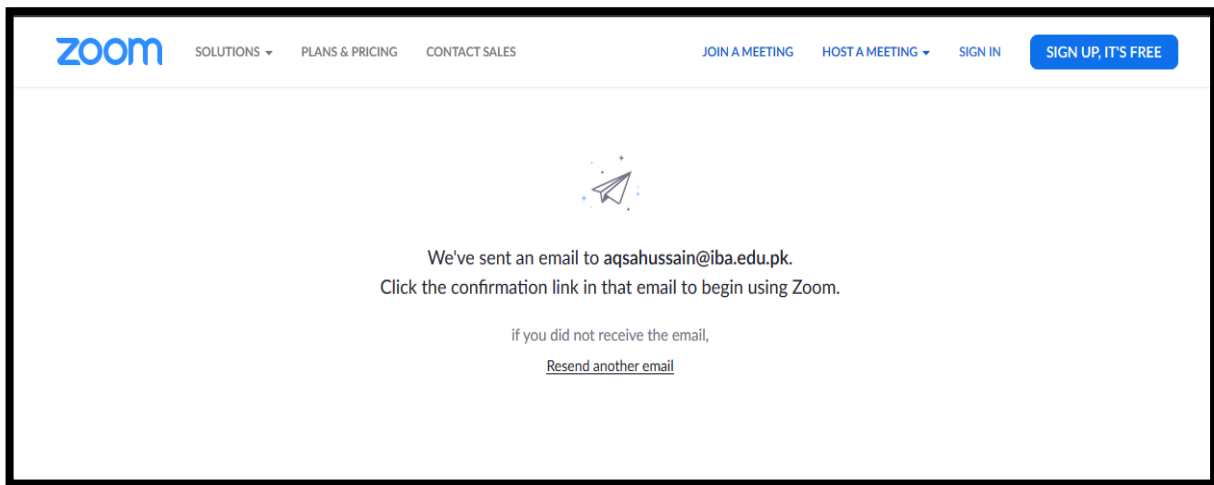 zoom SOLUTIONS PLANS & PRICING CONTACT SALES JOIN A MEETING HOST A MEETING SIGN IN SIGN UP, IT'S FREE
We've sent an email to aqsahussain@iba.edu.pk.
Click the confirmation link in that email to begin using Zoom.
if you did not receive the email,
Resend another email